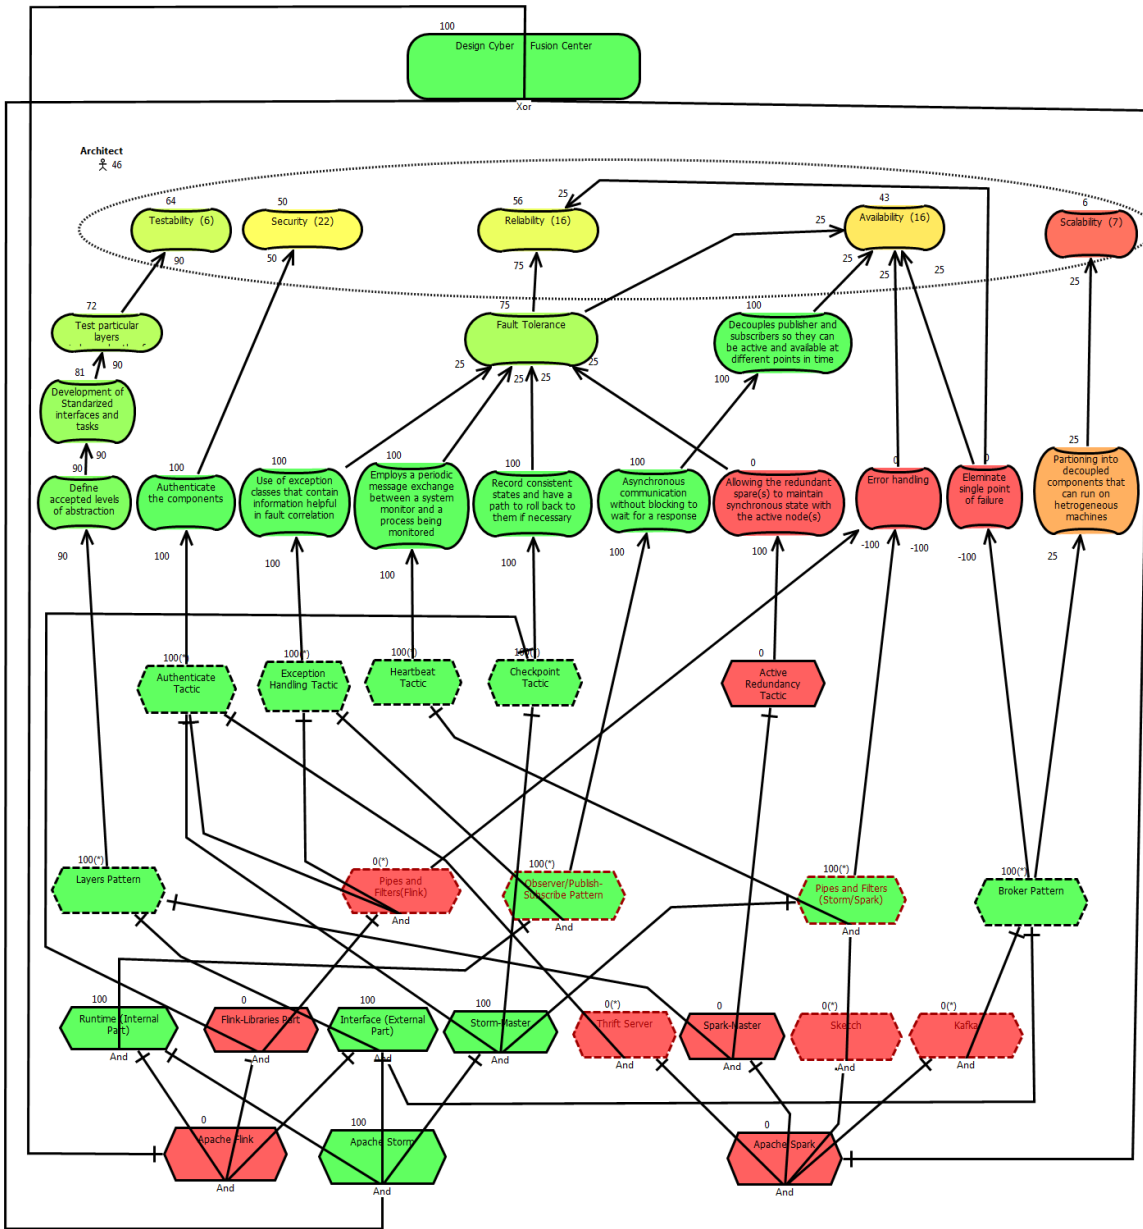 100
Design Cyber Fusion Center
Xor
Architect
46
64
Testability (6)
50
Security (22)
56
Reliability (16)
25
43
Availability (16)
25
6
Scalability (7)
90
50
75
25
25
25
25
72
Test particular
layers
75
Fault Tolerance
100
Decouples publisher and
subscribers so they can
be active and available at
different points in time
90
81
Development of
Standarized
interfaces and
tasks
25
25
25
25
100
90
90
Define
accepted levels
of abstraction
100
Authenticate
the components
100
Use of exception
classes that contain
information helpful
in fault correlation
100
Employs a periodic
message exchange
between a system
monitor and a
process being
monitored
100
Record consistent
states and have a
path to roll back to
them if necessary
100
Asynchronous
communication
without blocking to
wait for a response
0
Allowing the redundant
spare(s) to maintain
synchronous state with
the active node(s)
0
Error handling
0
Eleminate
single point
of failure
25
Partioning into
decoupled
components that
can run on
hetrogeneous
machines
90
100
100
100
100
100
100
-100
-100
-100
25
100(*)
Authenticate
Tactic
100(*)
Exception
Handling Tactic
100(*)
Heartbeat
Tactic
100(*)
Checkpoint
Tactic
0
Active
Redundancy
Tactic
100(*)
Layers Pattern
0(*)
Pipes and
Filters(Flink)
And
100(*)
Observer/Publish-
Subscribe Pattern
And
100(*)
Pipes and Filters
(Storm/Spark)
And
100(*)
Broker Pattern
100
Runtime (Internal
Part)
And
0
Flink-Libraries Part
And
100
Interface (External
Part)
And
100
Storm-Master
And
0(*)
Thrift Server
And
0
Spark-Master
And
0(*)
Sketch
And
0(*)
Kafka
And
0
Apache Flink
And
100
Apache Storm
And
0
Apache Spark
And